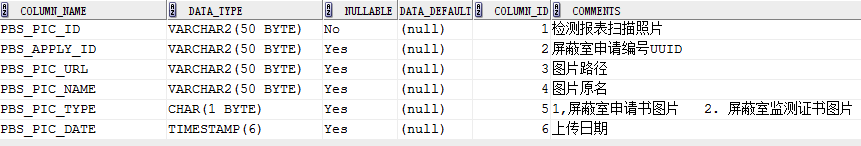 COLUMN_NAME DATA_TYPE NULLABLE DATA_DEFAULT COLUMN_ID COMMENTS
PBS_PIC_ID VARCHAR2(50 BYTE) No (null) 1 检测报表扫描照片
PBS_APPLY_ID VARCHAR2(50 BYTE) Yes (null) 2 屏蔽室申请编号UUID
PBS_PIC_URL VARCHAR2(50 BYTE) Yes (null) 3 图片路径
PBS_PIC_NAME VARCHAR2(50 BYTE) Yes (null) 4 图片原名
PBS_PIC_TYPE CHAR(1 BYTE) Yes (null) 5 1,屏蔽室申请书图片 2. 屏蔽室监测证书图片
PBS_PIC_DATE TIMESTAMP(6) Yes (null) 6 上传日期